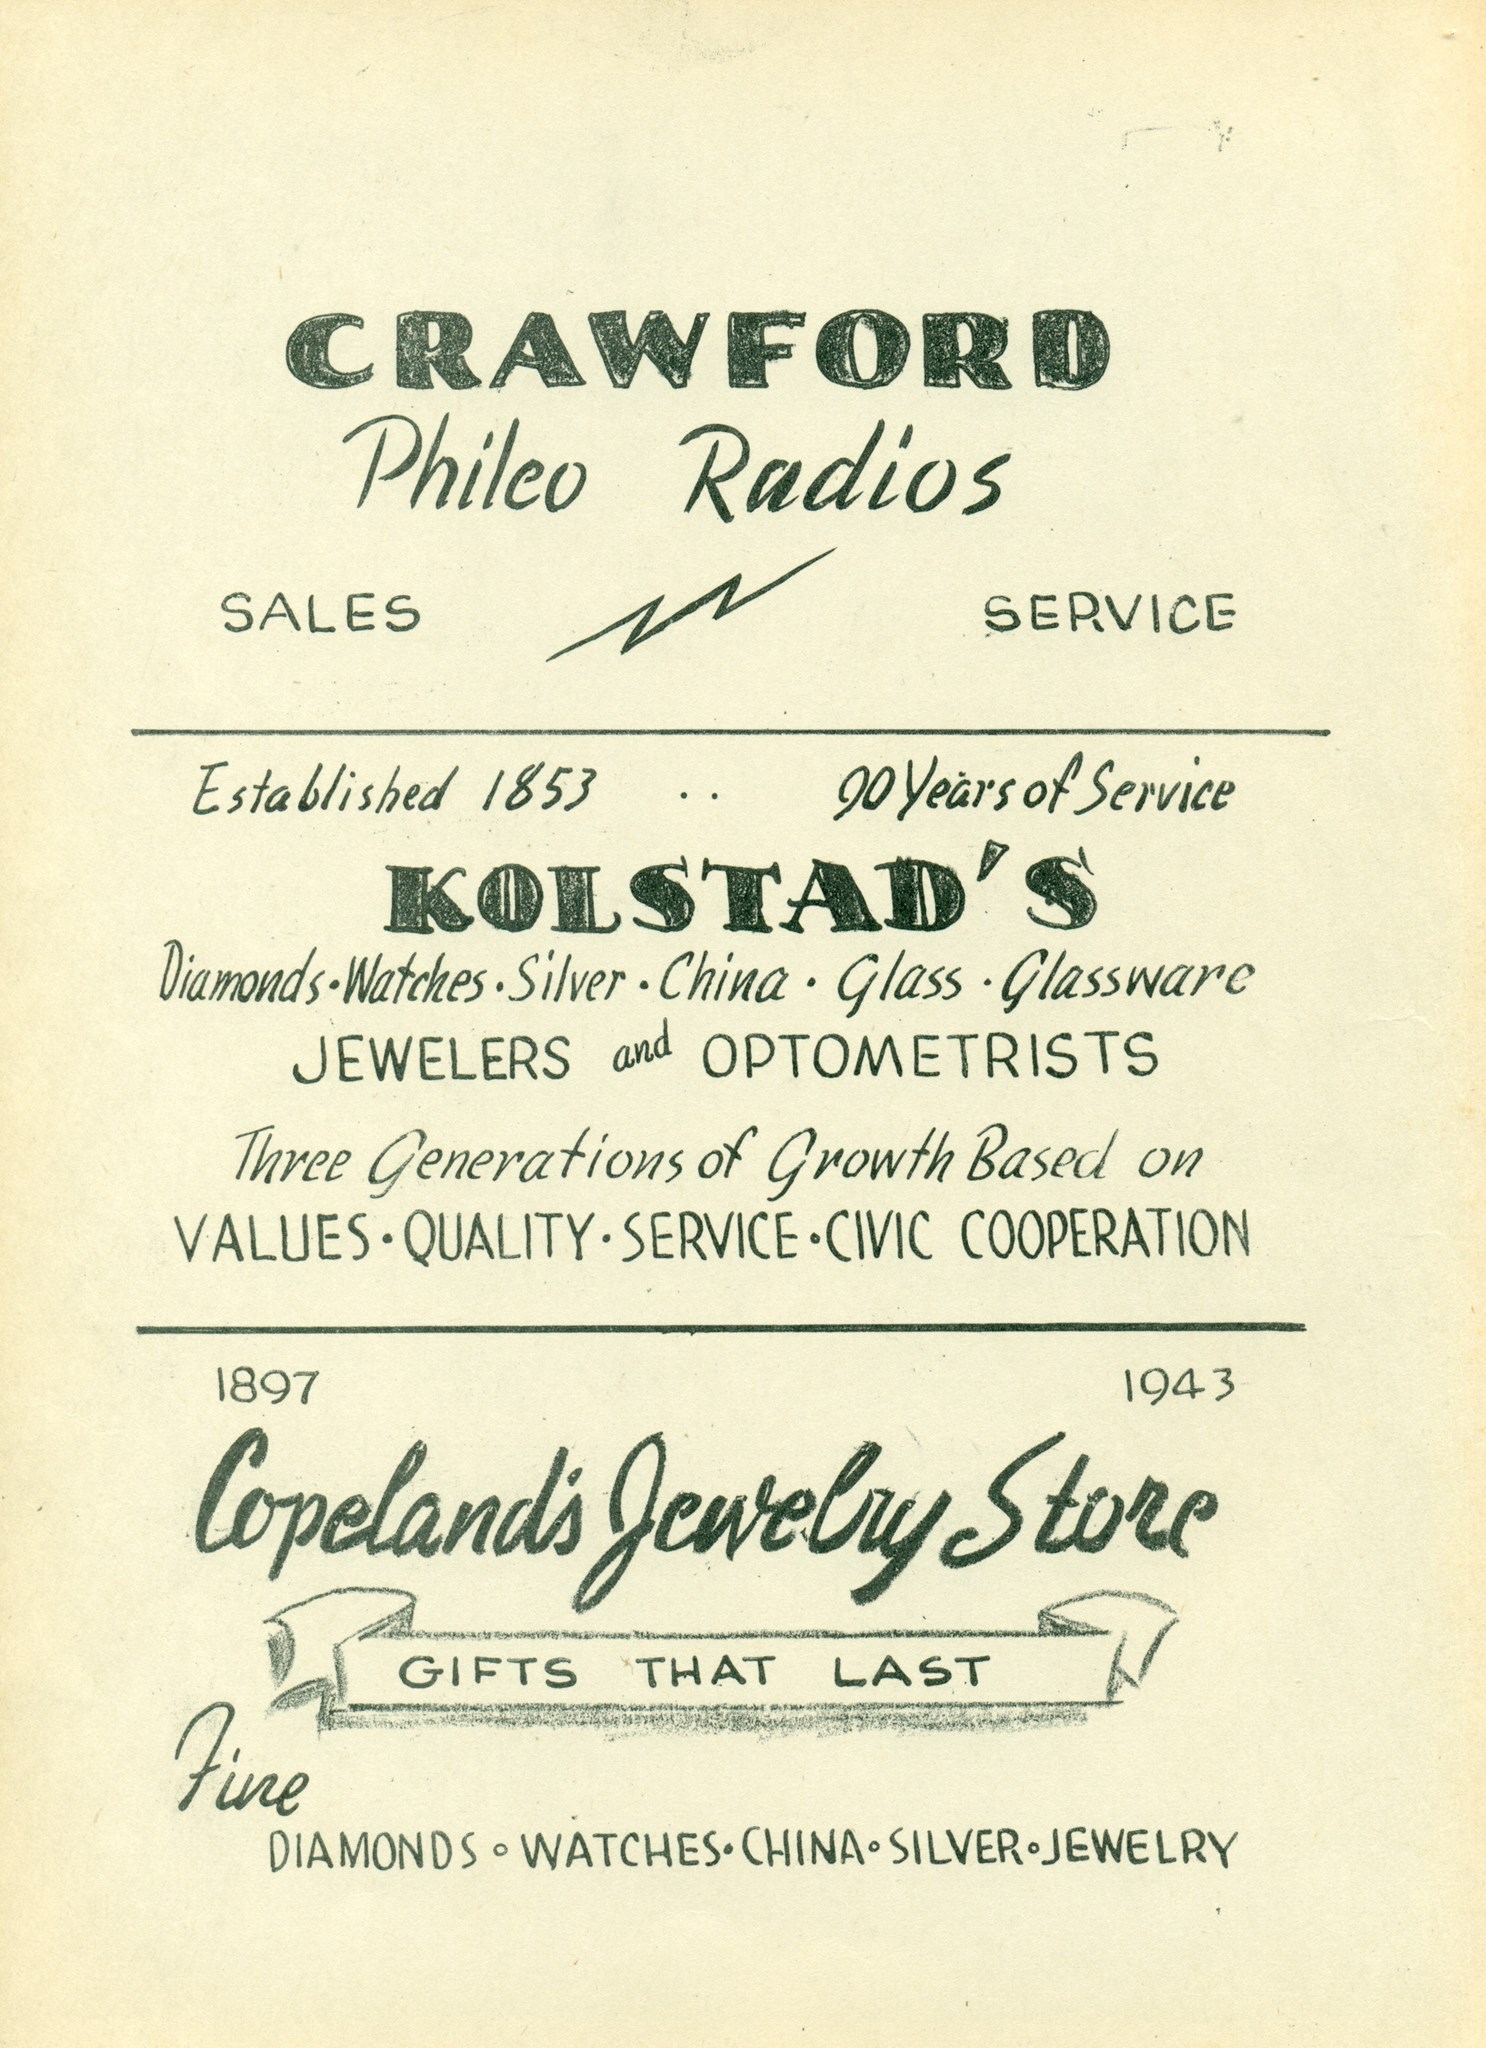 CRAWFORD
Philco Radios
SALES SERVICE
Established 1853 .. 90 Years of Service
KOLSTAD'S
Diamonds · Watches · Silver · China · Glass · Glassware
JEWELERS and OPTOMETRISTS
Three Generations of Growth Based on
VALUES · QUALITY · SERVICE · CIVIC COOPERATION
1897 1943
Copeland's Jewelry Store
GIFTS THAT LAST
Fine
DIAMONDS · WATCHES · CHINA · SILVER · JEWELRY